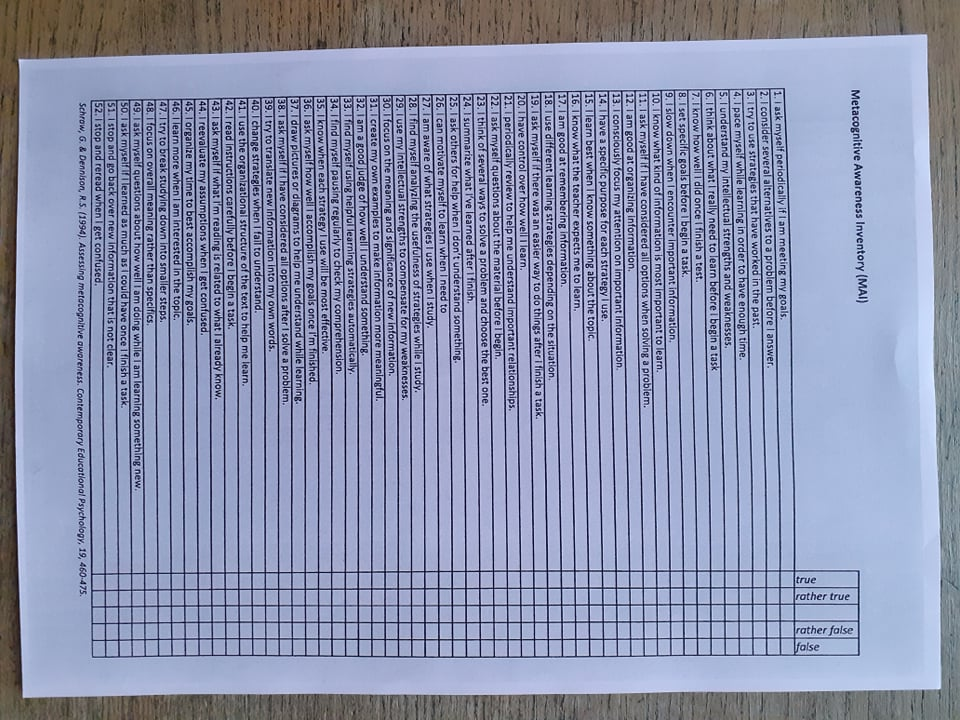 Metacognitive Awareness Inventory (MAI)
true
rather true
rather false
false
1. I ask myself periodically if I am meeting my goals.
2. I consider several alternatives to a problem before I answer.
3. I try to use strategies that have worked in the past.
4. I pace myself while learning in order to have enough time.
5. I understand my intellectual strengths and weaknesses.
6. I think about what I really need to learn before I begin a task
7. I know how well I did once I finish a test.
8. I set specific goals before I begin a task.
9. I slow down when I encounter important information.
10. I know what kind of information is most important to learn.
11. I ask myself if I have considered all options when solving a problem.
12. I am good at organizing information.
13. I consciously focus my attention on important information.
14. I have a specific purpose for each strategy I use.
15. I learn best when I know something about the topic.
16. I know what the teacher expects me to learn.
17. I am good at remembering information.
18. I use different learning strategies depending on the situation.
19. I ask myself if there was an easier way to do things after I finish a task.
20. I have control over how well I learn.
21. I periodically review to help me understand important relationships.
22. I ask myself questions about the material before I begin.
23. I think of several ways to solve a problem and choose the best one.
24. I summarize what I've learned after I finish.
25. I ask others for help when I don't understand something.
26. I can motivate myself to learn when I need to
27. I am aware of what strategies I use when I study.
28. I find myself analyzing the usefulness of strategies while I study.
29. I use my intellectual strengths to compensate for my weaknesses.
30. I focus on the meaning and significance of new information.
31. I create my own examples to make information more meaningful.
32. I am a good judge of how well I understand something.
33. I find myself using helpful learning strategies automatically.
34. I find myself pausing regularly to check my comprehension.
35. I know when each strategy I use will be most effective.
36. I ask myself how well I accomplish my goals once I'm finished.
37. I draw pictures or diagrams to help me understand while learning.
38. I ask myself if I have considered all options after I solve a problem.
39. I try to translate new information into my own words.
40. I change strategies when I fail to understand.
41. I use the organizational structure of the text to help me learn.
42. I read instructions carefully before I begin a task.
43. I ask myself if what I'm reading is related to what I already know.
44. I reevaluate my assumptions when I get confused.
45. I organize my time to best accomplish my goals.
46. I learn more when I am interested in the topic.
47. I try to break studying down into smaller steps.
48. I focus on overall meaning rather than specifics.
49. I ask myself questions about how well I am doing while I am learning something new.
50. I ask myself if I learned as much as I could have once I finish a task.
51. I stop and go back over new information that is not clear.
52. I stop and reread when I get confused.
Schraw, G. & Dennison, R.S. (1994). Assessing metacognitive awareness. Contemporary Educational Psychology, 19, 460-475.